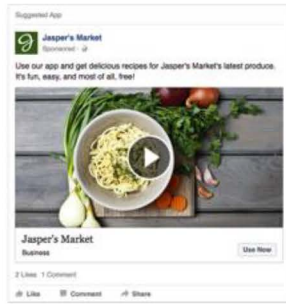 Suggested App
Jasper's Market
Sponsored ·
Use our app and get delicious recipes for Jasper's Market's latest produce.
It's fun, easy, and most of all, free!
Jasper's Market
Business
Use Now
2 Likes 1 Comment
Like Comment Share